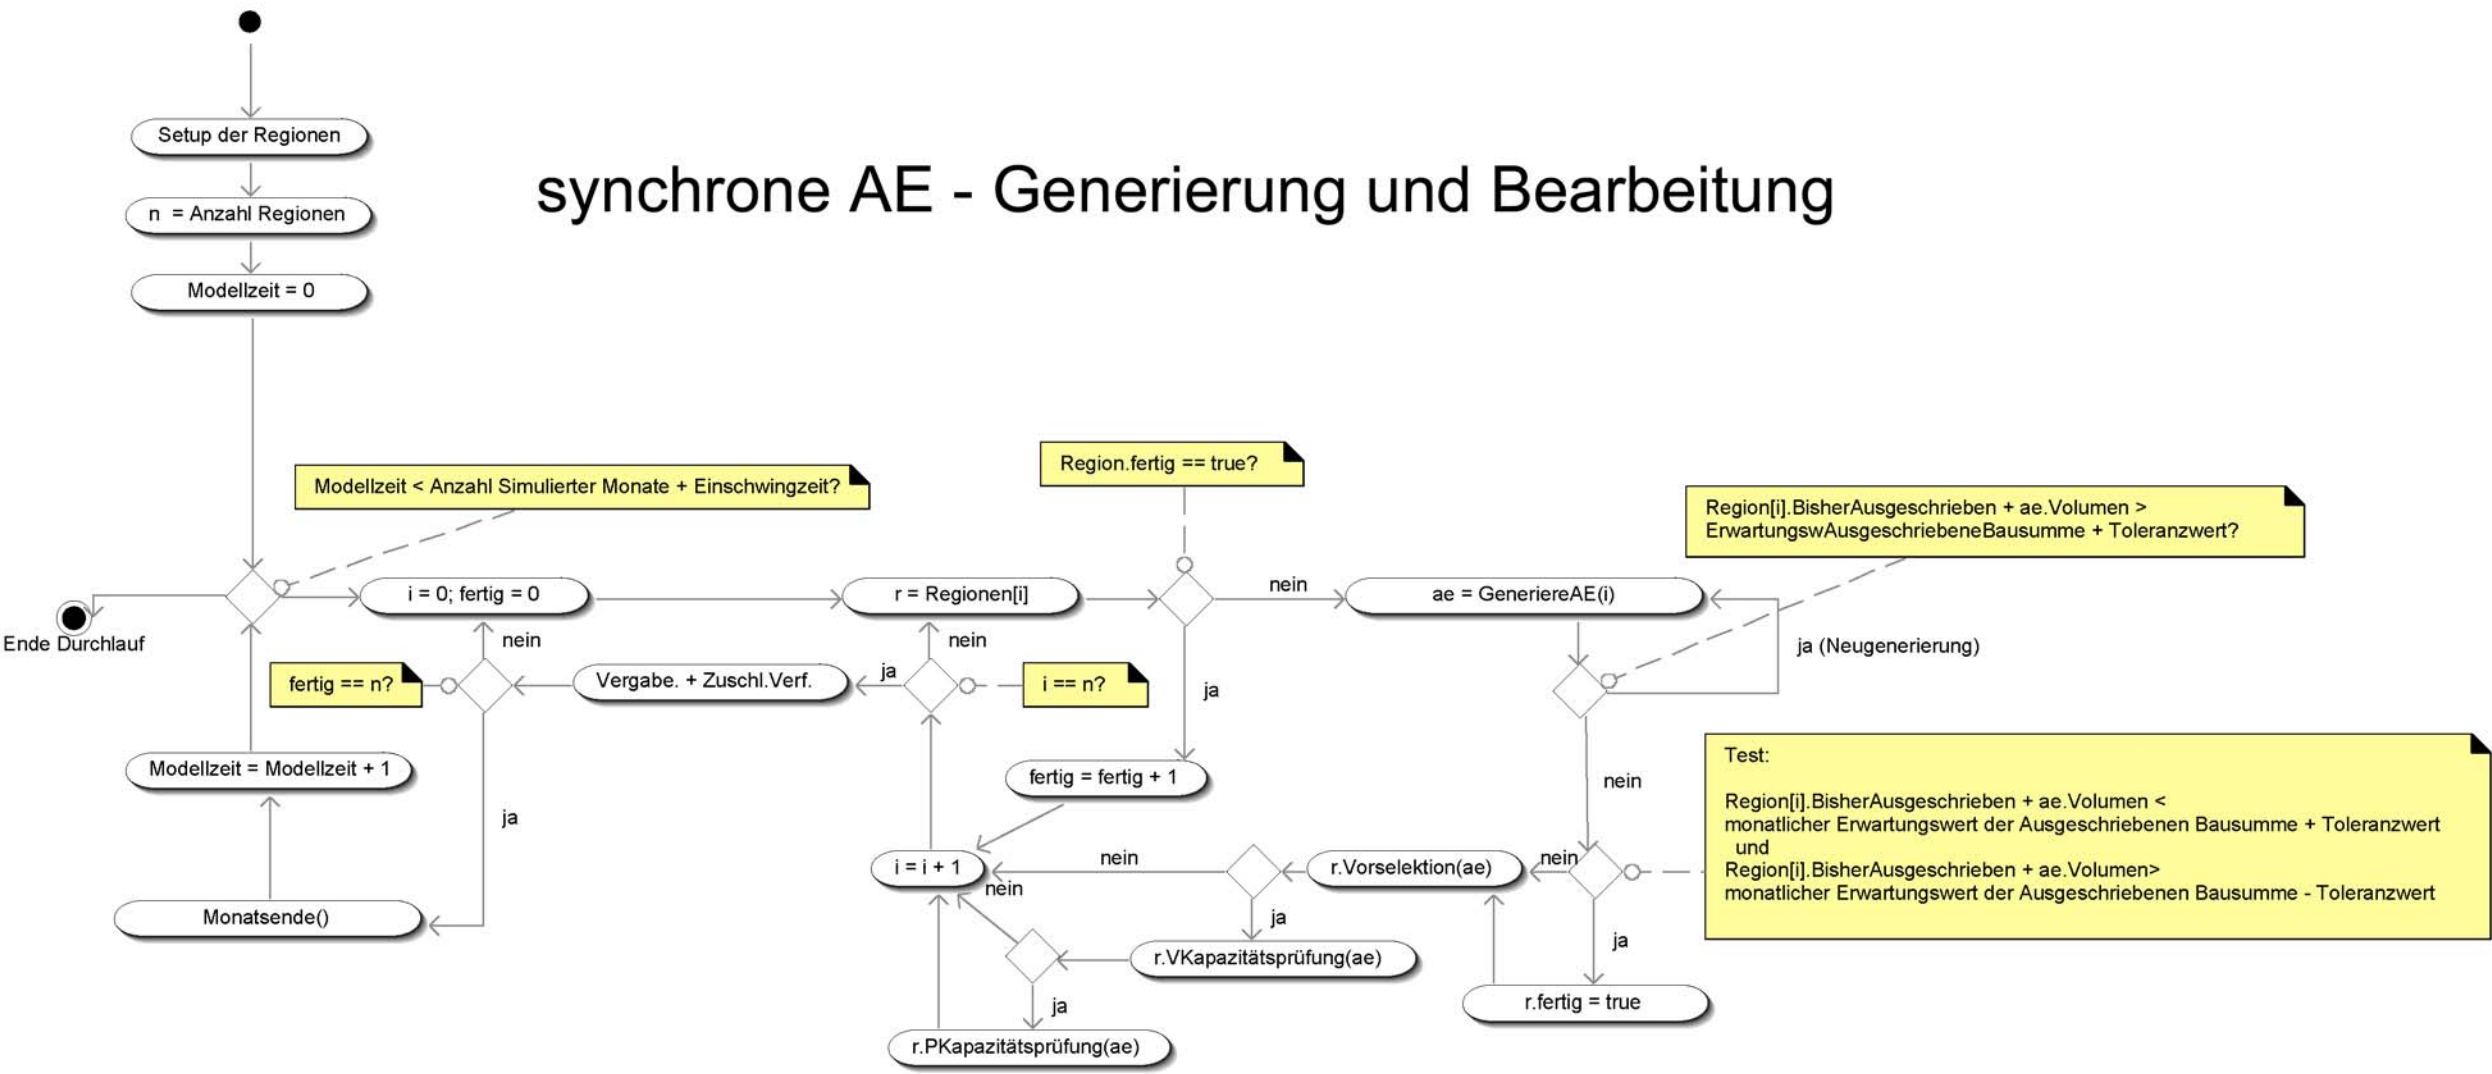 Setup der Regionen
synchrone AE - Generierung und Bearbeitung
n = Anzahl Regionen
Modellzeit = 0
Region.fertig == true?
Modellzeit < Anzahl Simulierter Monate + Einschwingzeit?
Region[i].BisherAusgeschrieben + ae.Volumen >
ErwartungswAusgeschriebeneBausumme + Toleranzwert?
i = 0; fertig = 0
r = Regionen[i]
nein
ae = GeneriereAE(i)
Ende Durchlauf
nein
nein
ja (Neugenerierung)
fertig == n?
Vergabe. + Zuschl.Verf.
ja
i == n?
ja
Modellzeit = Modellzeit + 1
fertig = fertig + 1
nein
Test:
Region[i].BisherAusgeschrieben + ae.Volumen <
monatlicher Erwartungswert der Ausgeschriebenen Bausumme + Toleranzwert
und
Region[i].BisherAusgeschrieben + ae.Volumen>
monatlicher Erwartungswert der Ausgeschriebenen Bausumme - Toleranzwert
ja
i = i + 1
nein
nein
r.Vorselektion(ae)
nein
Monatsende()
ja
ja
r.VKapazitätsprüfung(ae)
ja
r.fertig = true
r.PKapazitätsprüfung(ae)